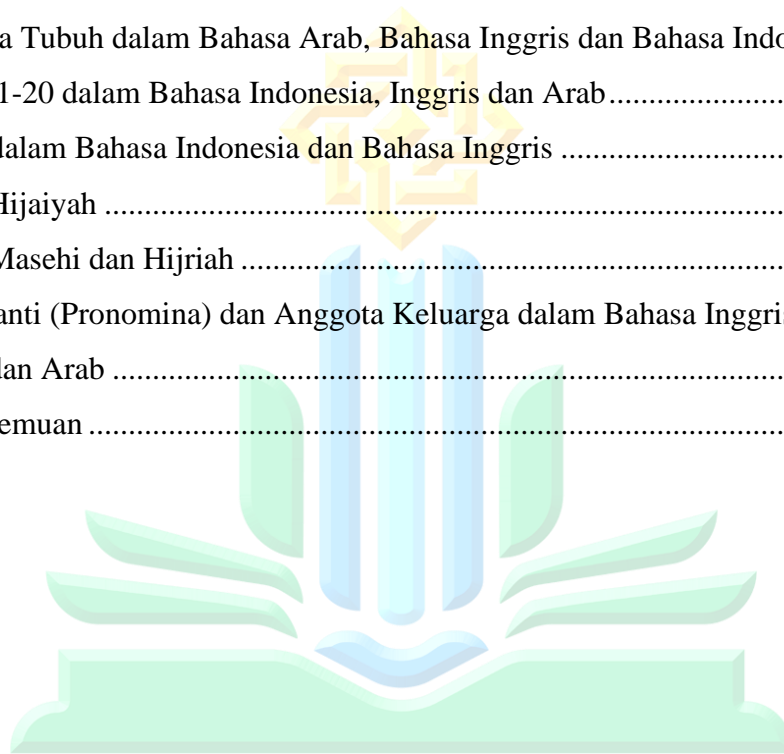 a Tubuh dalam Bahasa Arab, Bahasa Inggris dan Bahasa Indo
1-20 dalam Bahasa Indonesia, Inggris dan Arab......................
dalam Bahasa Indonesia dan Bahasa Inggris ............................
Hijaiyah .....................................................................................
Masehi dan Hijriah ....................................................................
anti (Pronomina) dan Anggota Keluarga dalam Bahasa Inggri
dan Arab ....................................................................................
emuan .......................................................................................